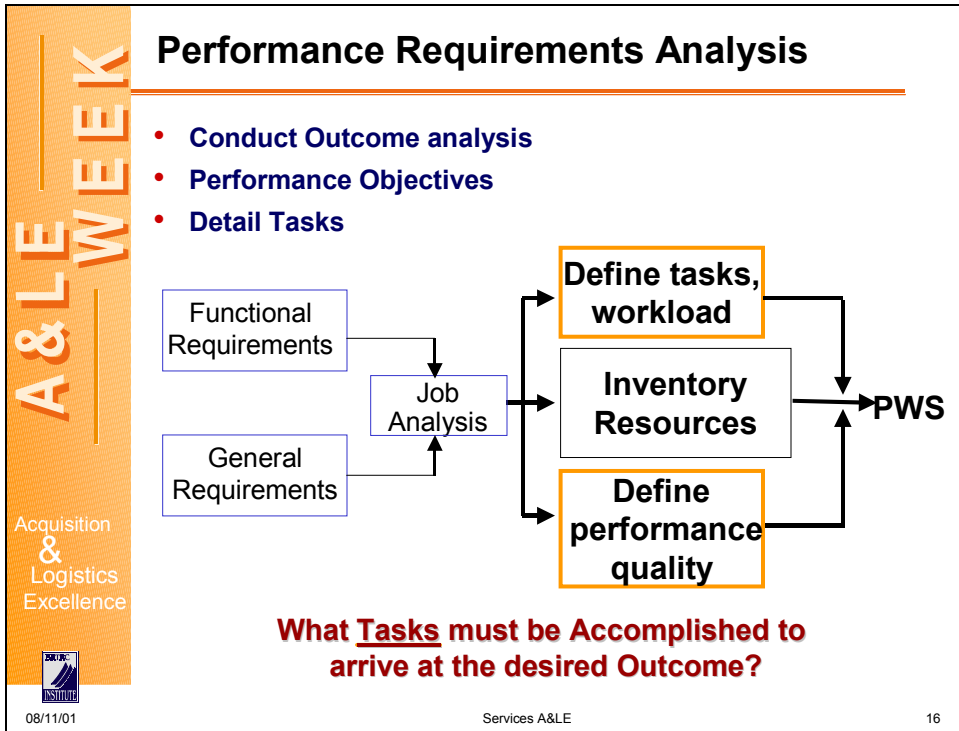 Performance Requirements Analysis
A&LE
WEEK
• Conduct Outcome analysis
• Performance Objectives
• Detail Tasks
Functional
Requirements
General
Requirements
Job
Analysis
Define tasks,
workload
Inventory
Resources
Define
performance
quality
PWS
What Tasks must be Accomplished to
arrive at the desired Outcome?
Acquisition
&
Logistics
Excellence
INSTITUTE
08/11/01
Services A&LE
16